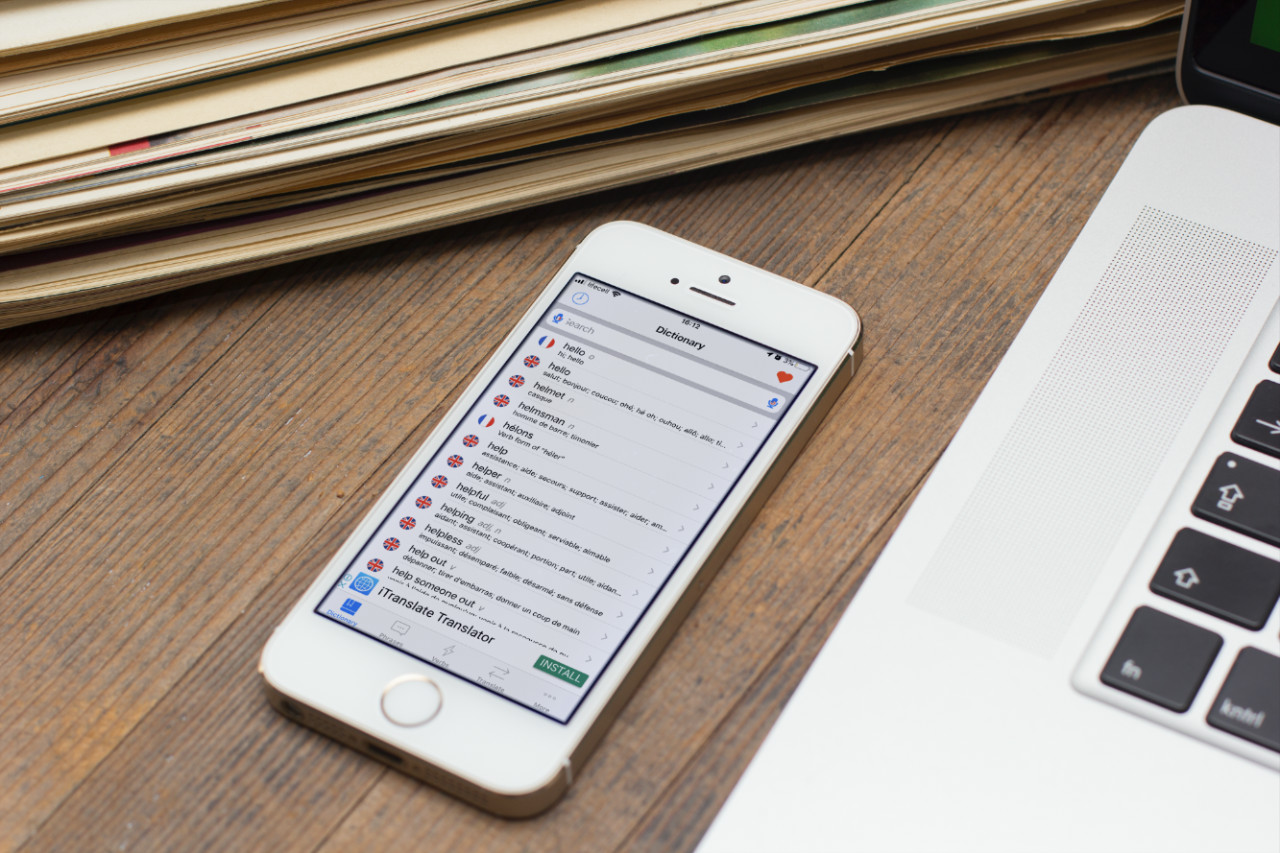 lifecell
16:12
3%
Dictionary
Search
hello
hi; hello
hello
salut; bonjour; coucou; ohé, hé oh; ouhou, allô; allo; ti...
helmet n
casque
helmsman n
homme de barre; timonier
hélons
Verb form of "héler"
help
assistance; aide; secours; support; assister, aider, am...
helper n
aide; assistant; auxiliaire; adjoint
helpful adj
utile; complaisant; obligeant; serviable; aimable
helping adj, n
aidant; assistant; coopérant; portion; part; utile; aidan...
helpless adj
impuissant; désemparé; faible; désarmé; sans défense
help out v
dépanner; tirer d'embarras; donner un coup de main
help someone out v
iTranslate Translator
INSTALL
Dictionary
Phrases
Verbs
Translate
More
fn
kntrl